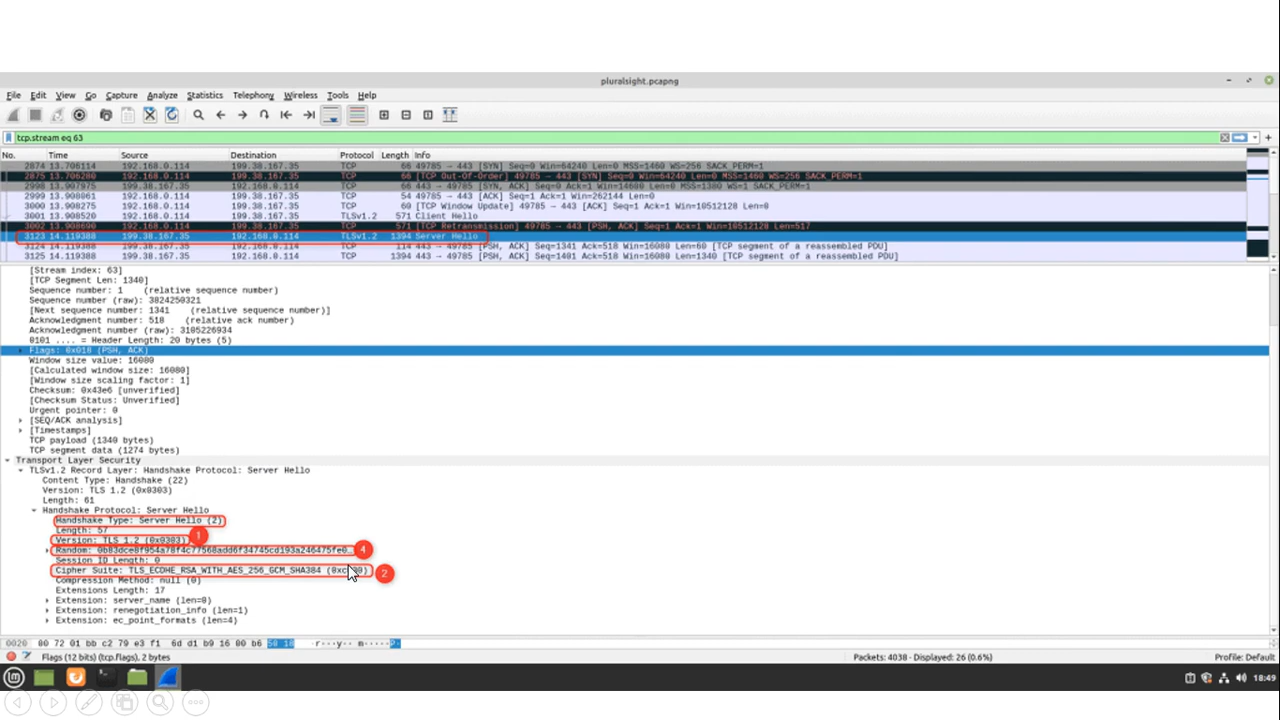 pluralsight.pcapng
File Edit View Go Capture Analyze Statistics Telephony Wireless Tools Help
tcp.stream eq 63
No. Time Source Destination Protocol Length Info
2874 13.706114 192.168.0.114 199.38.167.35 TCP 66 49785 → 443 [SYN] Seq=0 Win=64240 Len=0 MSS=1460 WS=256 SACK_PERM=1
2875 13.706280 192.168.0.114 199.38.167.35 TCP 66 [TCP Out-Of-Order] 49785 → 443 [SYN] Seq=0 Win=64240 Len=0 MSS=1460 WS=256 SACK_PERM=1
2998 13.907975 199.38.167.35 192.168.0.114 TCP 66 443 → 49785 [SYN, ACK] Seq=0 Ack=1 Win=14600 Len=0 MSS=1380 WS=1 SACK_PERM=1
2999 13.908061 192.168.0.114 199.38.167.35 TCP 54 49785 → 443 [ACK] Seq=1 Ack=1 Win=262144 Len=0
3000 13.908275 192.168.0.114 199.38.167.35 TCP 60 [TCP Window Update] 49785 → 443 [ACK] Seq=1 Ack=1 Win=10512128 Len=0
3001 13.908520 192.168.0.114 199.38.167.35 TLSv1.2 571 Client Hello
3002 13.908690 192.168.0.114 199.38.167.35 TCP 571 [TCP Retransmission] 49785 → 443 [PSH, ACK] Seq=1 Ack=1 Win=10512128 Len=517
3123 14.119388 199.38.167.35 192.168.0.114 TLSv1.2 1394 Server Hello
3124 14.119388 199.38.167.35 192.168.0.114 TCP 114 443 → 49785 [PSH, ACK] Seq=1341 Ack=518 Win=16080 Len=60 [TCP segment of a reassembled PDU]
3125 14.119388 199.38.167.35 192.168.0.114 TCP 1394 443 → 49785 [PSH, ACK] Seq=1401 Ack=518 Win=16080 Len=1340 [TCP segment of a reassembled PDU]
[Stream index: 63]
[TCP Segment Len: 1340]
Sequence number: 1 (relative sequence number)
Sequence number (raw): 3824250321
[Next sequence number: 1341 (relative sequence number)]
Acknowledgment number: 518 (relative ack number)
Acknowledgment number (raw): 3105226934
0101 .... = Header Length: 20 bytes (5)
Flags: 0x018 (PSH, ACK)
Window size value: 16080
[Calculated window size: 16080]
[Window size scaling factor: 1]
Checksum: 0x43e6 [unverified]
[Checksum Status: Unverified]
Urgent pointer: 0
[SEQ/ACK analysis]
[Timestamps]
TCP payload (1340 bytes)
TCP segment data (1274 bytes)
Transport Layer Security
TLSv1.2 Record Layer: Handshake Protocol: Server Hello
Content Type: Handshake (22)
Version: TLS 1.2 (0x0303)
Length: 61
Handshake Protocol: Server Hello
Handshake Type: Server Hello (2)
Length: 57
Version: TLS 1.2 (0x0303) 1
Random: 0b83dce8f954a78f4c77568add6f34745cd193a246475fe0… 4
Session ID Length: 0
Cipher Suite: TLS_ECDHE_RSA_WITH_AES_256_GCM_SHA384 2
Compression Method: null (0)
Extensions Length: 17
Extension: server_name (len=0)
Extension: renegotiation_info (len=1)
Extension: ec_point_formats (len=4)
0020 80 72 01 bb c2 79 e3 f1 6d d1 b9 16 00 b6 50 18 ·r···y·· m·····P·
Flags (12 bits) (tcp.flags), 2 bytes Packets: 4038 · Displayed: 26 (0.6%) Profile: Default
18:49